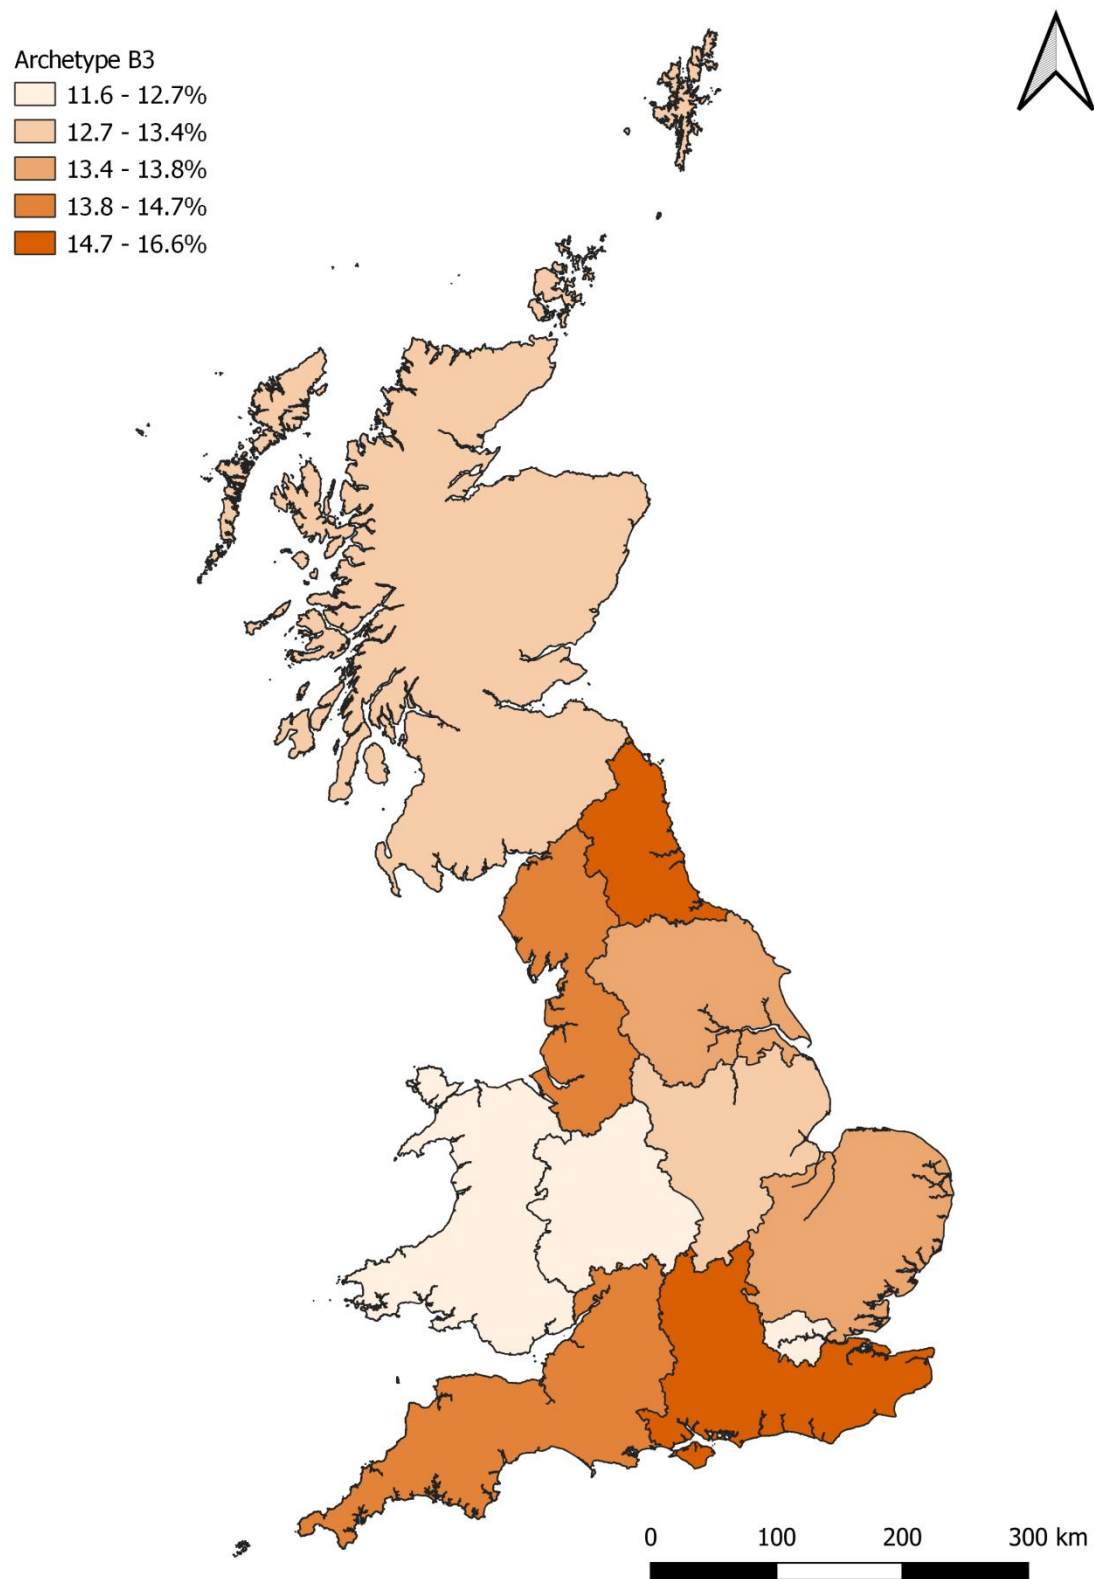 Archetype B3
11.6 - 12.7%
12.7 - 13.4%
13.4 - 13.8%
13.8 - 14.7%
14.7 - 16.6%
0 100 200 300 km